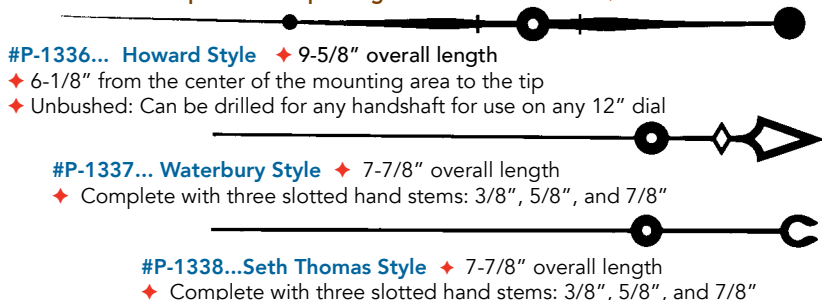 #P-1336... Howard Style ✦ 9-5/8” overall length
✦ 6-1/8” from the center of the mounting area to the tip
✦ Unbushed: Can be drilled for any handshaft for use on any 12” dial
#P-1337... Waterbury Style ✦ 7-7/8” overall length
✦ Complete with three slotted hand stems: 3/8”, 5/8”, and 7/8”
#P-1338...Seth Thomas Style ✦ 7-7/8” overall length
✦ Complete with three slotted hand stems: 3/8”, 5/8”, and 7/8”